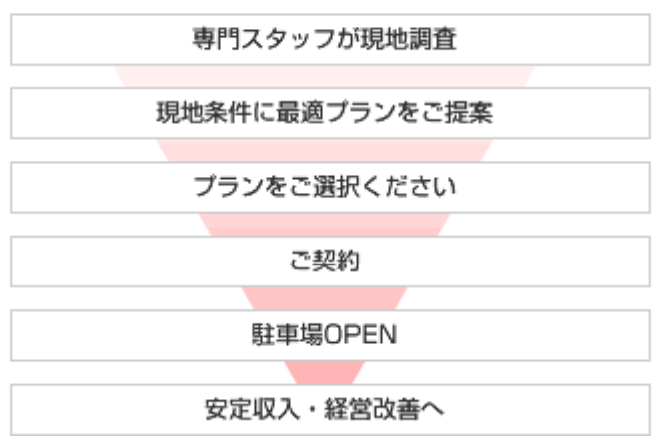 専門スタッフが現地調査
現地条件に最適プランをご提案
プランをご選択ください
ご契約
駐車場OPEN
安定収入・経営改善へ